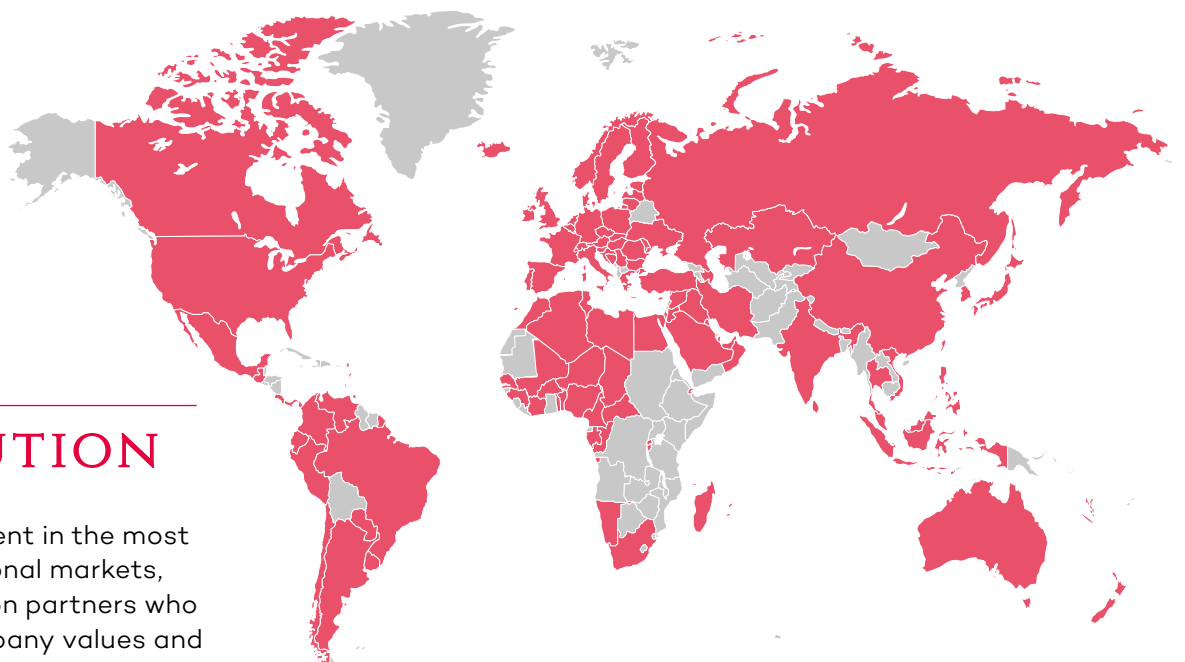 UTION
ent in the most
onal markets,
on partners who
pany values and